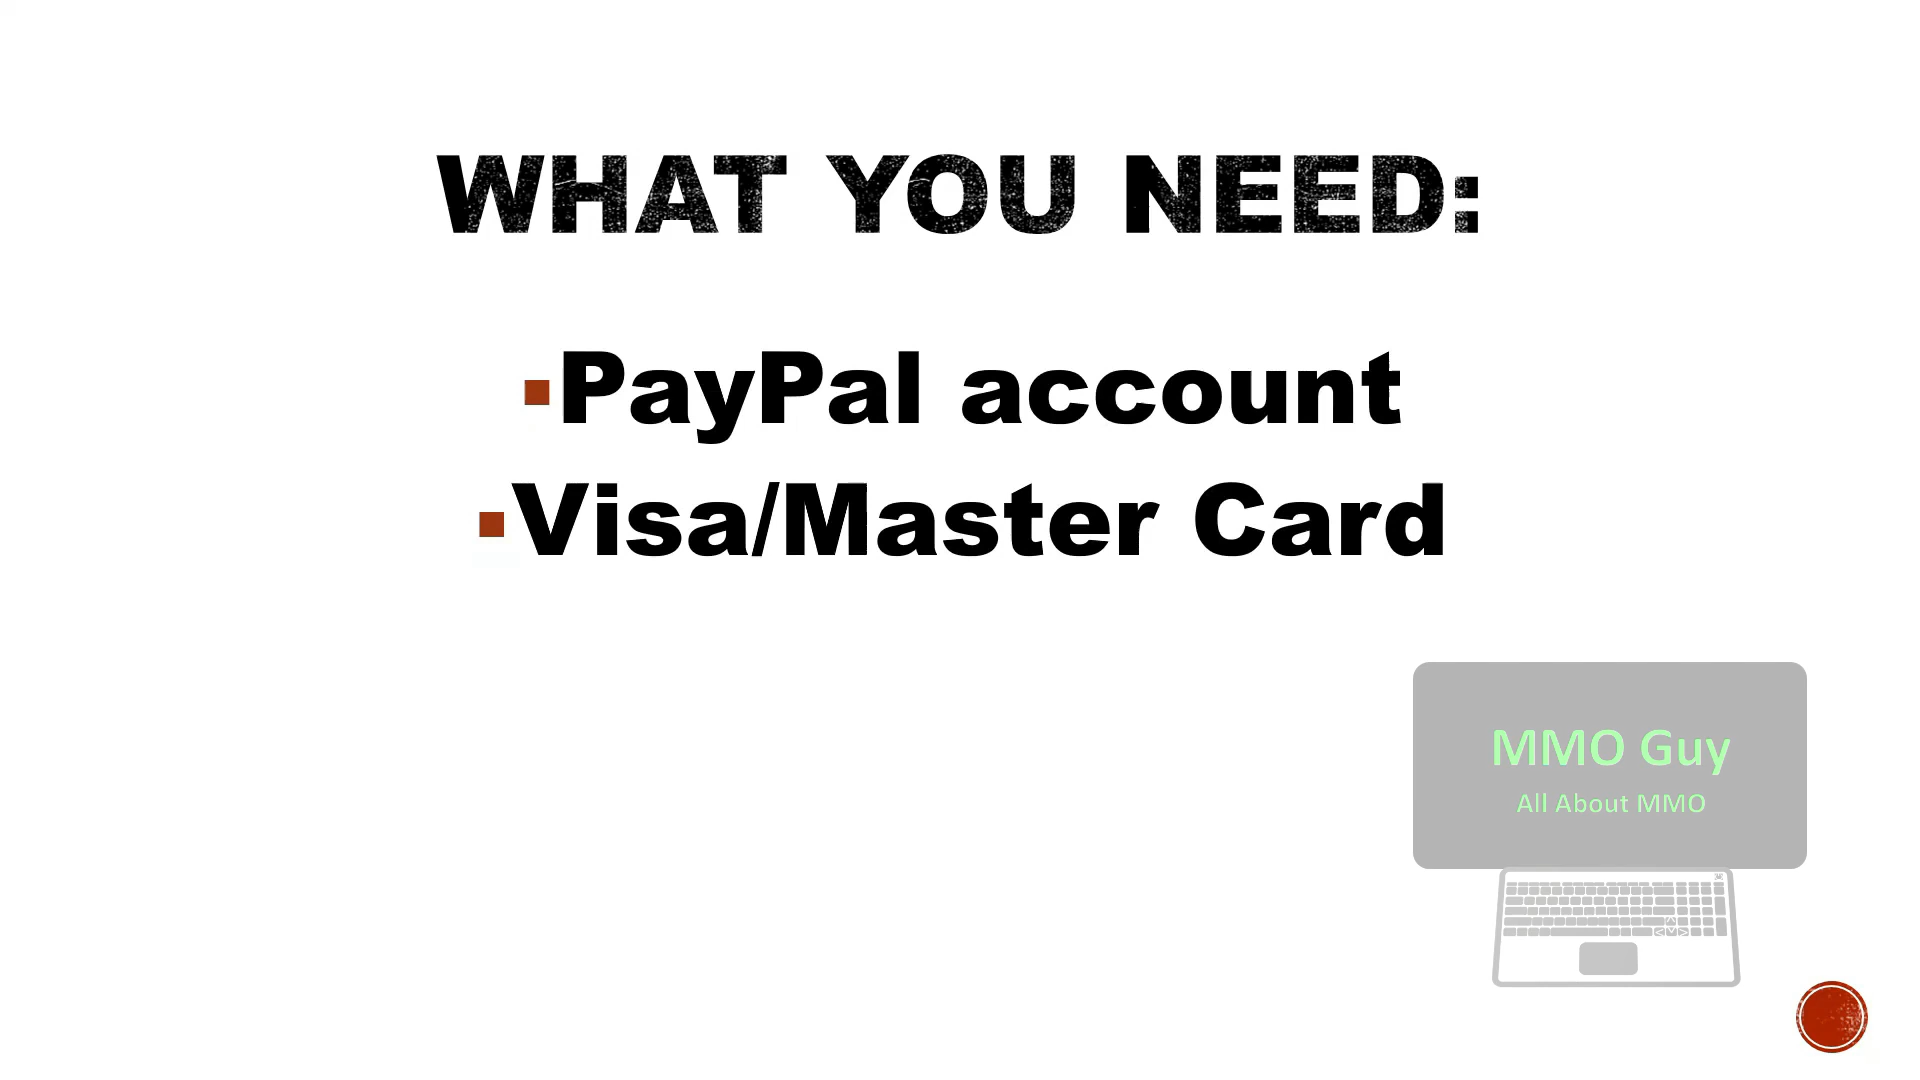 WHAT YOU NEED:
▪PayPal account
▪Visa/Master Card
MMO Guy
All About MMO